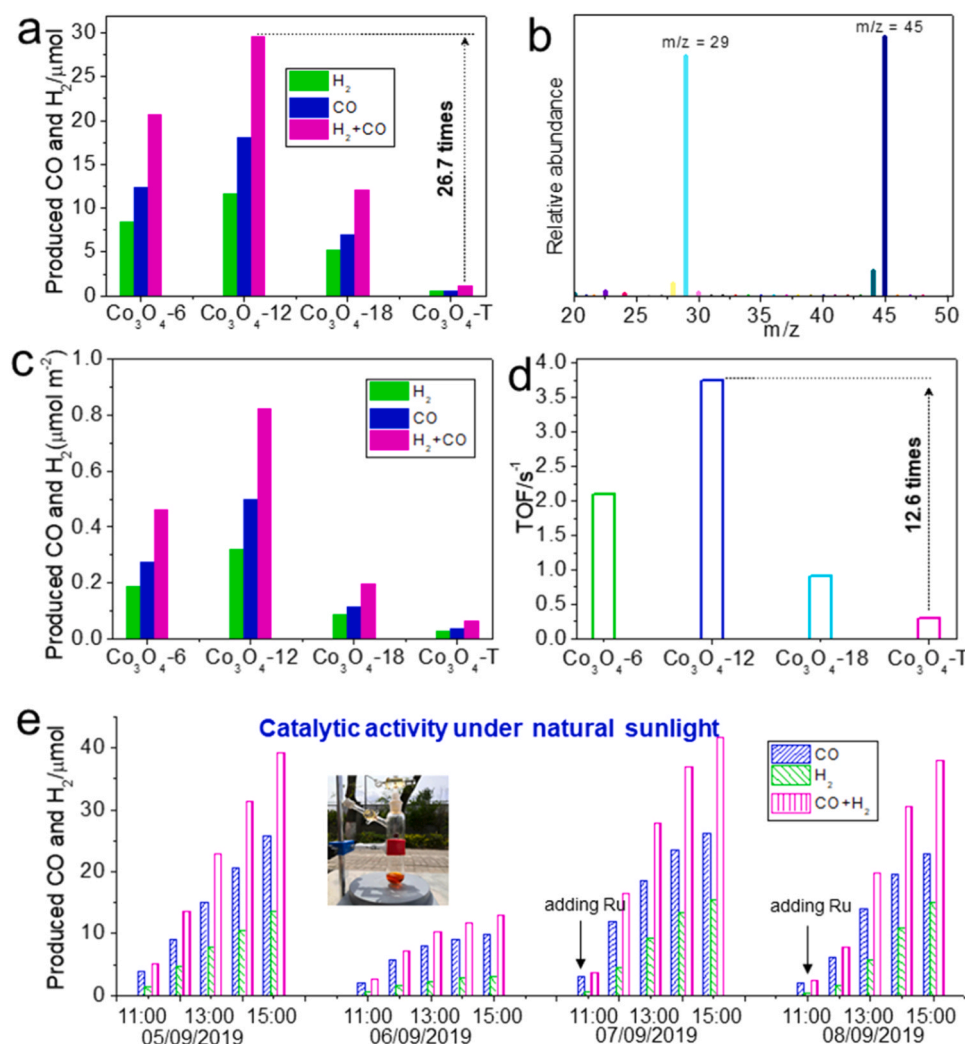 a
Produced CO and H₂/μmol
30
25
20
15
10
5
0
H₂
CO
H₂+CO
26.7 times
Co₃O₄-6 Co₃O₄-12 Co₃O₄-18 Co₃O₄-T
b
Relative abundance
m/z = 29
m/z = 45
20 25 30 35 40 45 50
m/z
c
Produced CO and H₂(μmol m⁻²)
1.0
0.8
0.6
0.4
0.2
0.0
H₂
CO
H₂+CO
Co₃O₄-6 Co₃O₄-12 Co₃O₄-18 Co₃O₄-T
d
TOF/s⁻¹
4.0
3.5
3.0
2.5
2.0
1.5
1.0
0.5
0.0
12.6 times
Co₃O₄-6 Co₃O₄-12 Co₃O₄-18 Co₃O₄-T
e
Catalytic activity under natural sunlight
Produced CO and H₂/μmol
40
30
20
10
0
CO
H₂
CO+H₂
adding Ru
adding Ru
11:00 13:00 15:00 11:00 13:00 15:00 11:00 13:00 15:00 11:00 13:00 15:00
05/09/2019 06/09/2019 07/09/2019 08/09/2019